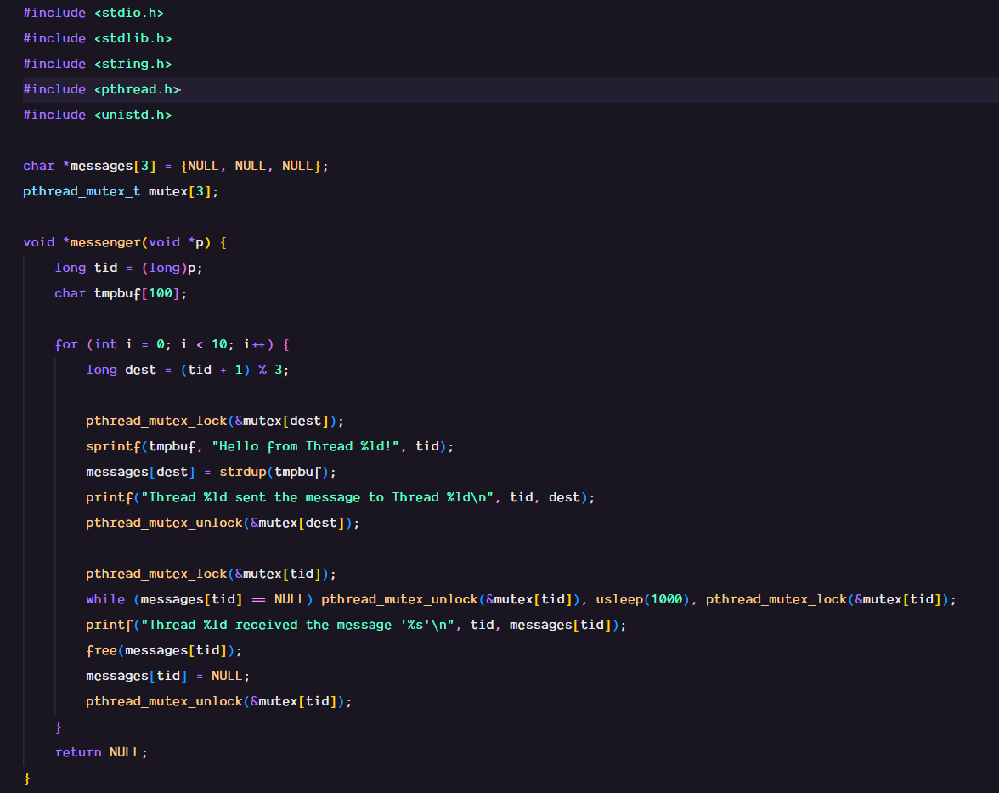 #include <stdio.h>
#include <stdlib.h>
#include <string.h>
#include <pthread.h>
#include <unistd.h>

char *messages[3] = {NULL, NULL, NULL};
pthread_mutex_t mutex[3];

void *messenger(void *p) {
    long tid = (long)p;
    char tmpbuf[100];

    for (int i = 0; i < 10; i++) {
        long dest = (tid + 1) % 3;

        pthread_mutex_lock(&mutex[dest]);
        sprintf(tmpbuf, "Hello from Thread %ld!", tid);
        messages[dest] = strdup(tmpbuf);
        printf("Thread %ld sent the message to Thread %ld\n", tid, dest);
        pthread_mutex_unlock(&mutex[dest]);

        pthread_mutex_lock(&mutex[tid]);
        while (messages[tid] == NULL) pthread_mutex_unlock(&mutex[tid]), usleep(1000), pthread_mutex_lock(&mutex[tid]);
        printf("Thread %ld received the message '%s'\n", tid, messages[tid]);
        free(messages[tid]);
        messages[tid] = NULL;
        pthread_mutex_unlock(&mutex[tid]);
    }
    return NULL;
}